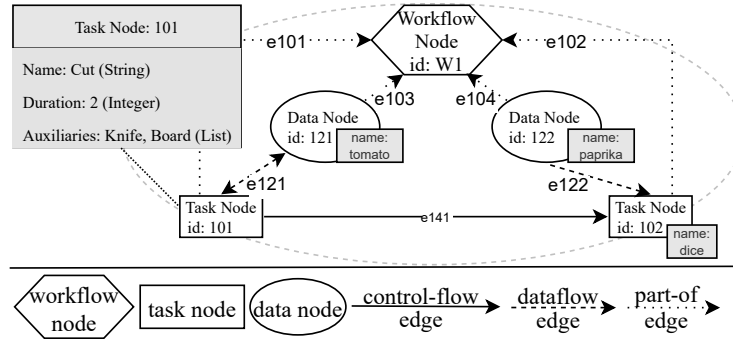 Task Node: 101
Name: Cut (String)
Duration: 2 (Integer)
Auxiliaries: Knife, Board (List)
e101
Workflow
Node
id: W1
e102
e103
e104
Data Node
id: 121
name:
tomato
Data Node
id: 122
name:
paprika
e121
e122
Task Node
id: 101
e141
Task Node
id: 102
name:
dice
workflow
node
task node
data node
control-flow
edge
dataflow
edge
part-of
edge